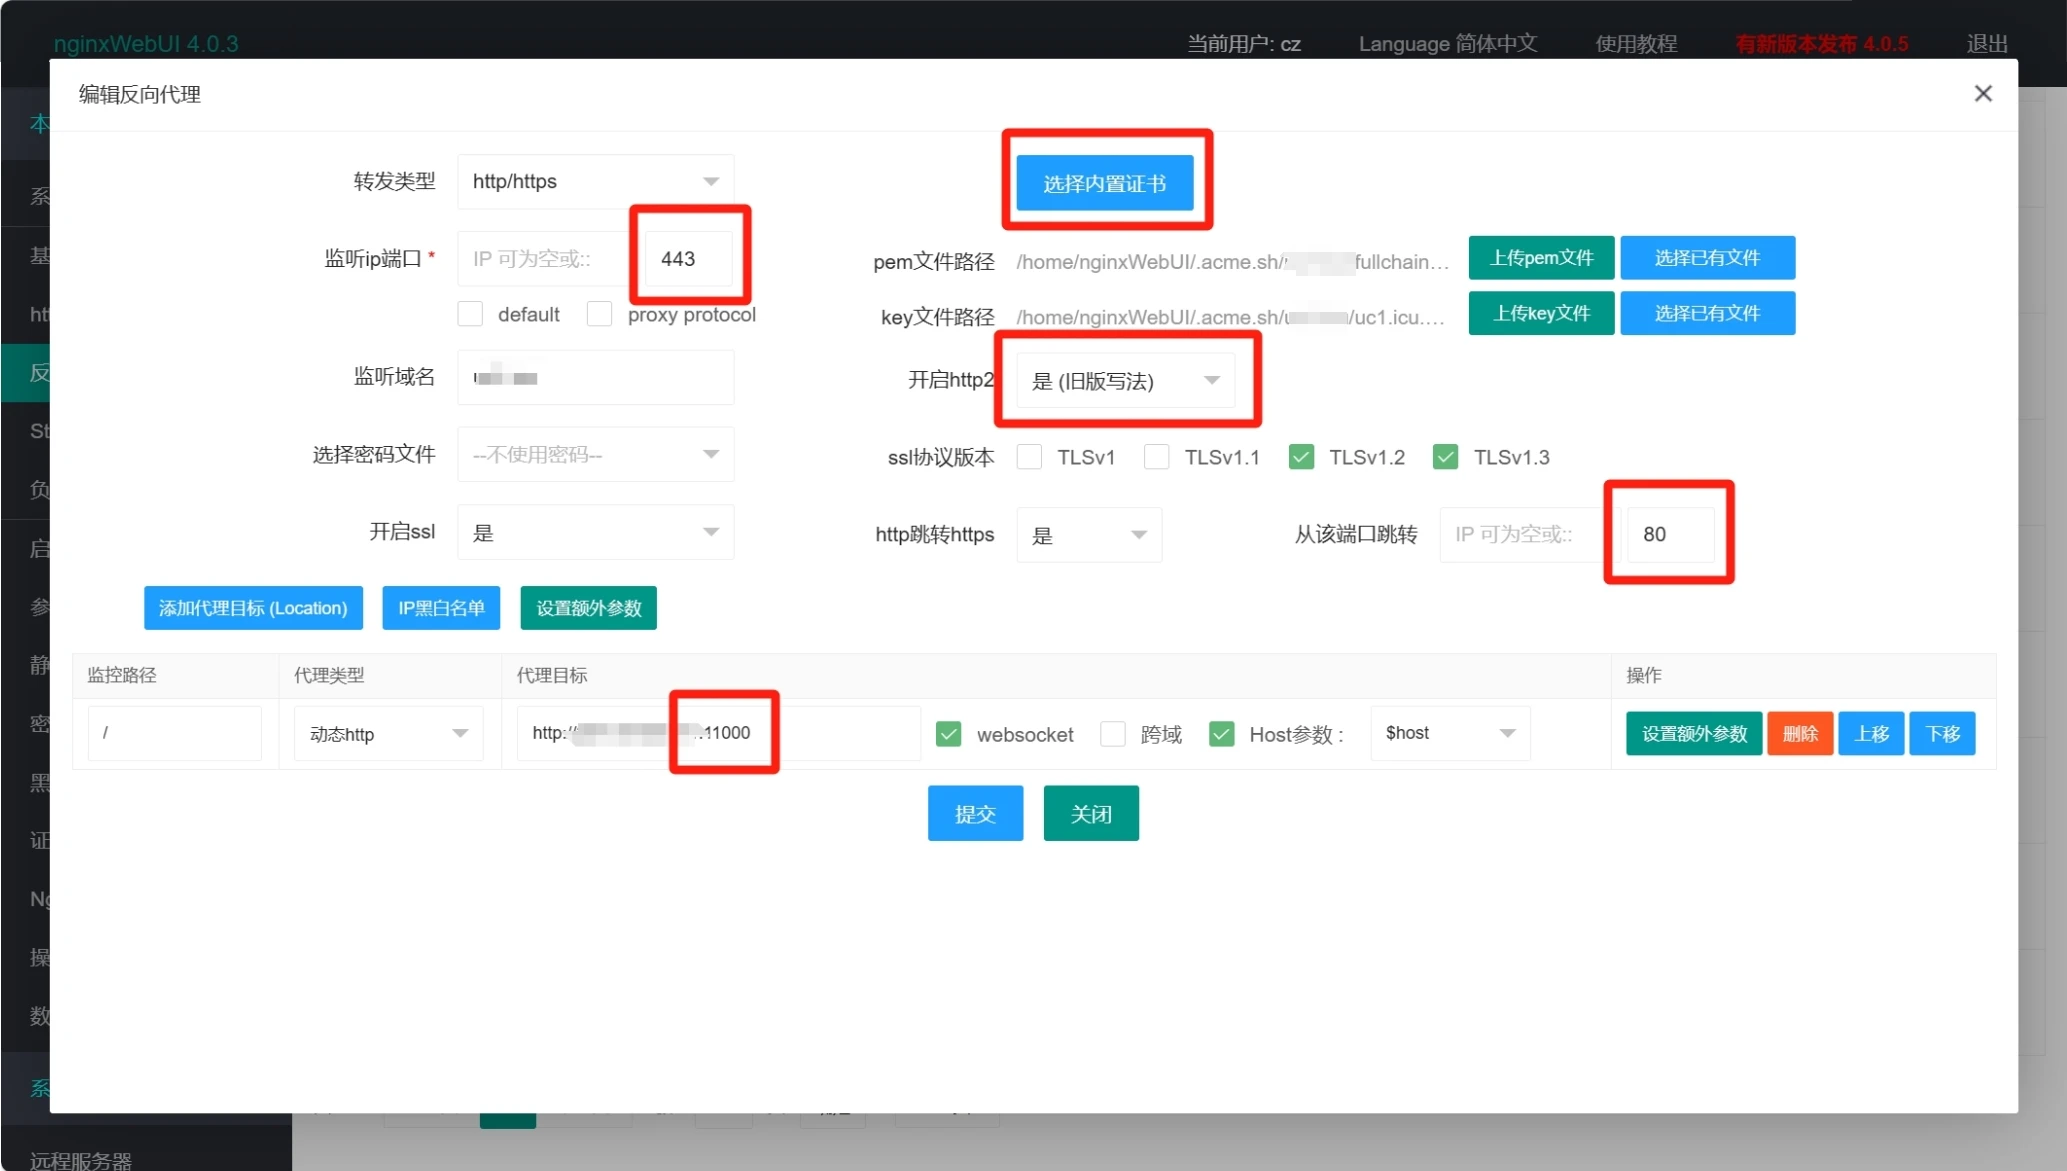 nginxWebUI 4.0.3
当前用户: cz
Language 简体中文
使用教程
有新版本发布 4.0.5
退出
编辑反向代理
转发类型
http/https
选择内置证书
监听ip端口 *
IP 可为空或::
443
pem文件路径
/home/nginxWebUI/.acme.sh/
fullchain...
上传pem文件
选择已有文件
default
proxy protocol
key文件路径
/home/nginxWebUI/.acme.sh/
/uc1.icu....
上传key文件
选择已有文件
监听域名
开启http2
是 (旧版写法)
选择密码文件
--不使用密码--
ssl协议版本
TLSv1
TLSv1.1
TLSv1.2
TLSv1.3
开启ssl
是
http跳转https
是
从该端口跳转
IP 可为空或::
80
添加代理目标 (Location)
IP黑白名单
设置额外参数
监控路径
代理类型
代理目标
操作
/
动态http
http:/
:11000
websocket
跨域
Host参数 :
$host
设置额外参数
删除
上移
下移
提交
关闭
本
系
基
htt
反
St
负
启
参
静
密
黑
证
Ng
操
数
系
远程服务器